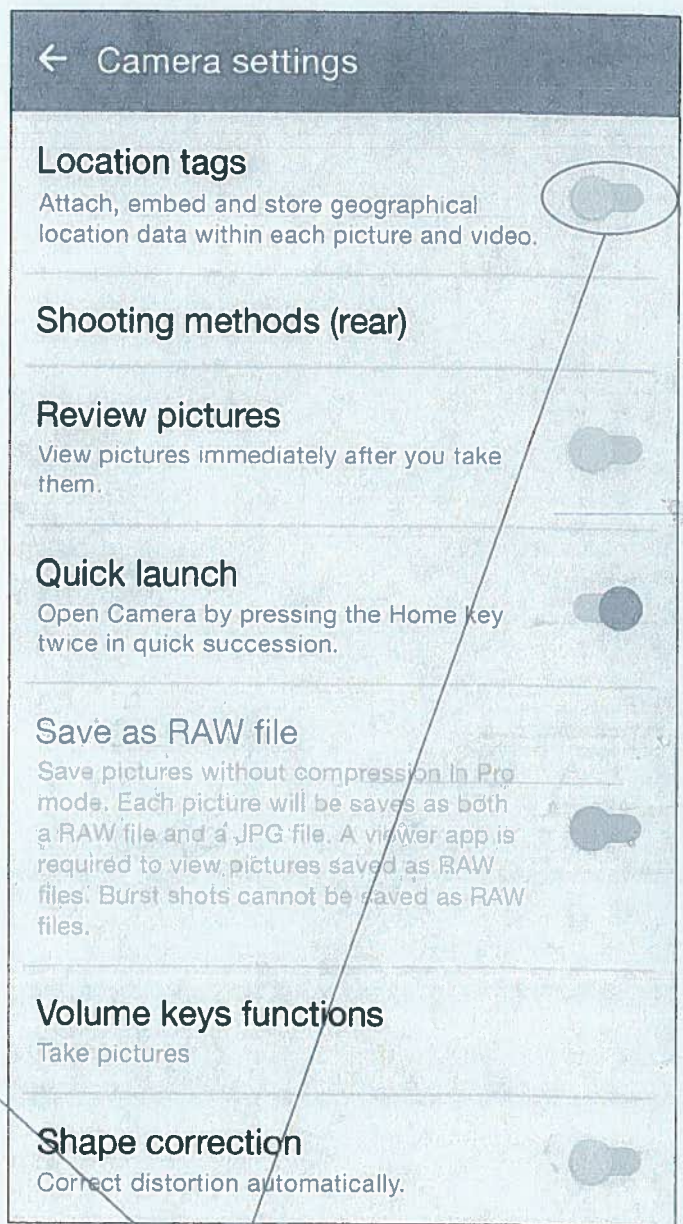 ← Camera settings
Location tags
Attach, embed and store geographical
location data within each picture and video.
Shooting methods (rear)
Review pictures
View pictures immediately after you take
them.
Quick launch
Open Camera by pressing the Home key
twice in quick succession.
Save as RAW file
Save pictures without compression In Pro
mode. Each picture will be saves as both
a RAW file and a JPG file. A viewer app is
required to view pictures saved as RAW
files. Burst shots cannot be saved as RAW
files.
Volume keys functions
Take pictures
Shape correction
Correct distortion automatically.